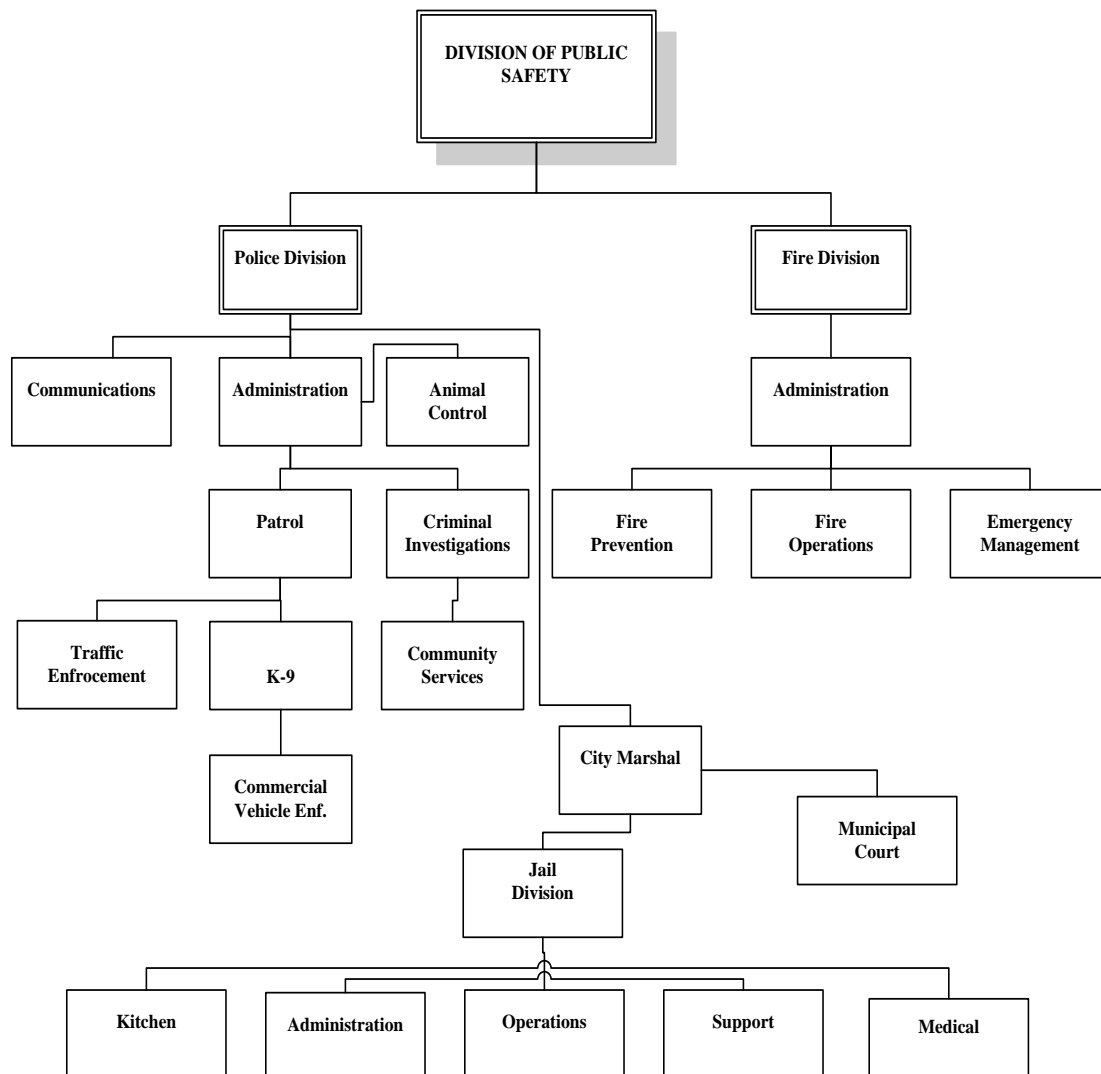 DIVISION OF PUBLIC
SAFETY
Police Division
Fire Division
Communications
Administration
Animal
Control
Administration
Patrol
Criminal
Investigations
Fire
Prevention
Fire
Operations
Emergency
Management
Traffic
Enfrocement
K-9
Community
Services
City Marshal
Commercial
Vehicle Enf.
Municipal
Court
Jail
Division
Kitchen
Administration
Operations
Support
Medical